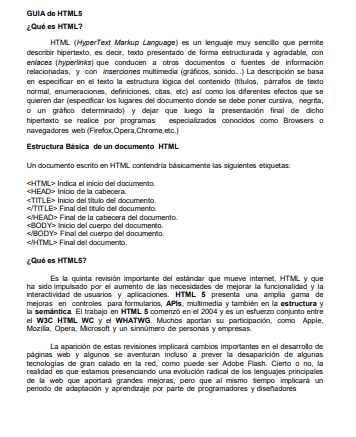 GUIA de HTML5
¿Qué es HTML?
HTML (HyperText Markup Language) es un lenguaje muy sencillo que permite
describir hipertexto, es decir, texto presentado de forma estructurada y agradable, con
enlaces (hyperlinks) que conducen a otros documentos o fuentes de información
relacionadas, y con inserciones multimedia (gráficos, sonido...) La descripción se basa
en especificar en el texto la estructura lógica del contenido (títulos, párrafos de texto
normal, enumeraciones, definiciones, citas, etc) así como los diferentes efectos que se
quieren dar (especificar los lugares del documento donde se debe poner cursiva, negrita,
o un gráfico determinado) y dejar que luego la presentación final de dicho
hipertexto se realice por programas especializados conocidos como Browsers o
navegadores web (Firefox,Opera,Chrome,etc.)
Estructura Básica de un documento HTML
Un documento escrito en HTML contendría básicamente las siguientes etiquetas:
<HTML> Indica el inicio del documento.
<HEAD> Inicio de la cabecera.
<TITLE> Inicio del título del documento.
</TITLE> Final del título del documento.
</HEAD> Final de la cabecera del documento.
<BODY> Inicio del cuerpo del documento.
</BODY> Final del cuerpo del documento.
</HTML> Final del documento.
¿Qué es HTML5?
Es la quinta revisión importante del estándar que mueve internet, HTML y que
ha sido impulsado por el aumento de las necesidades de mejorar la funcionalidad y la
interactividad de usuarios y aplicaciones. HTML 5 presenta una amplia gama de
mejoras en controles para formularios, APIs, multimedia y también en la estructura y
la semántica. El trabajo en HTML 5 comenzó en el 2004 y es un esfuerzo conjunto entre
el W3C HTML WC y el WHATWG. Muchos aportan su participación, como Apple,
Mozilla, Opera, Microsoft y un sinnúmero de personas y empresas.
La aparición de estas revisiones implicará cambios importantes en el desarrollo de
páginas web y algunos se aventuran incluso a prever la desaparición de algunas
tecnologías de gran calado en la red, como puede ser Adobe Flash. Cierto o no, la
realidad es que estamos presenciando una evolución radical de los lenguajes principales
de la web que aportará grandes mejoras, pero que al mismo tiempo implicará un
periodo de adaptación y aprendizaje por parte de programadores y diseñadores